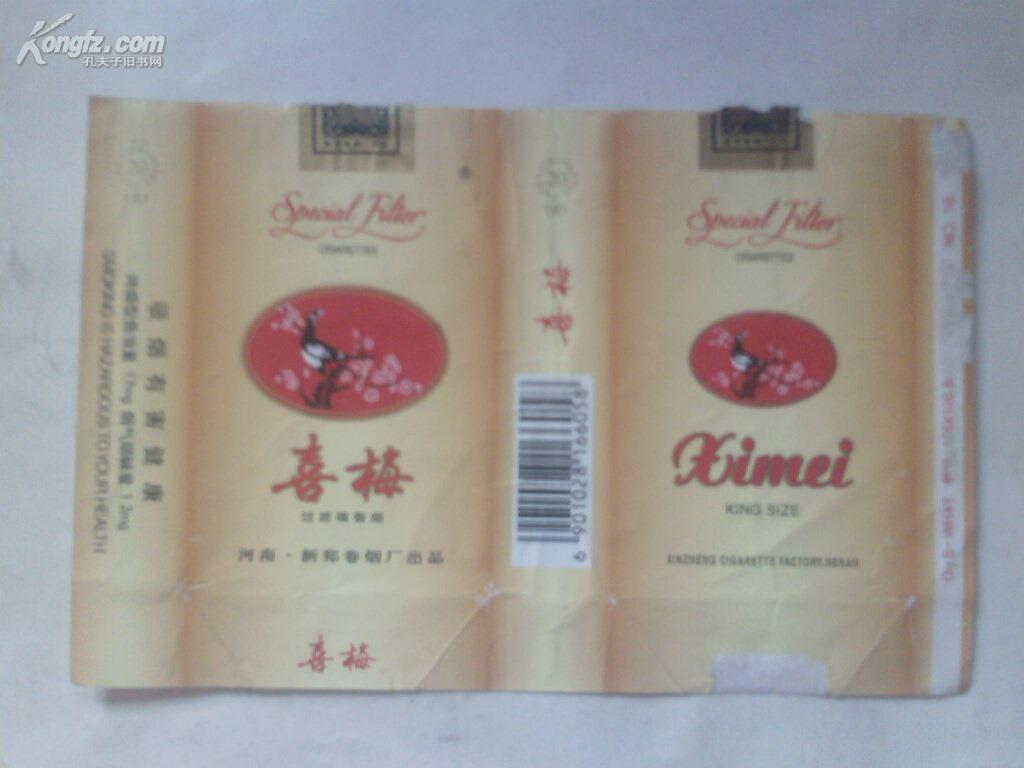 Kongfz.com
孔夫子旧书网
吸烟有害健康
SMOKING IS HAZARDOUS TO YOUR HEALTH
Special Filter
CIGARETTES
喜梅
过滤嘴香烟
河南·新郑卷烟厂出品
喜梅
喜梅
6 901028 166058
Special Filter
CIGARETTES
Ximei
KING SIZE
XINZHENG CIGARETTE FACTORY.HENAN